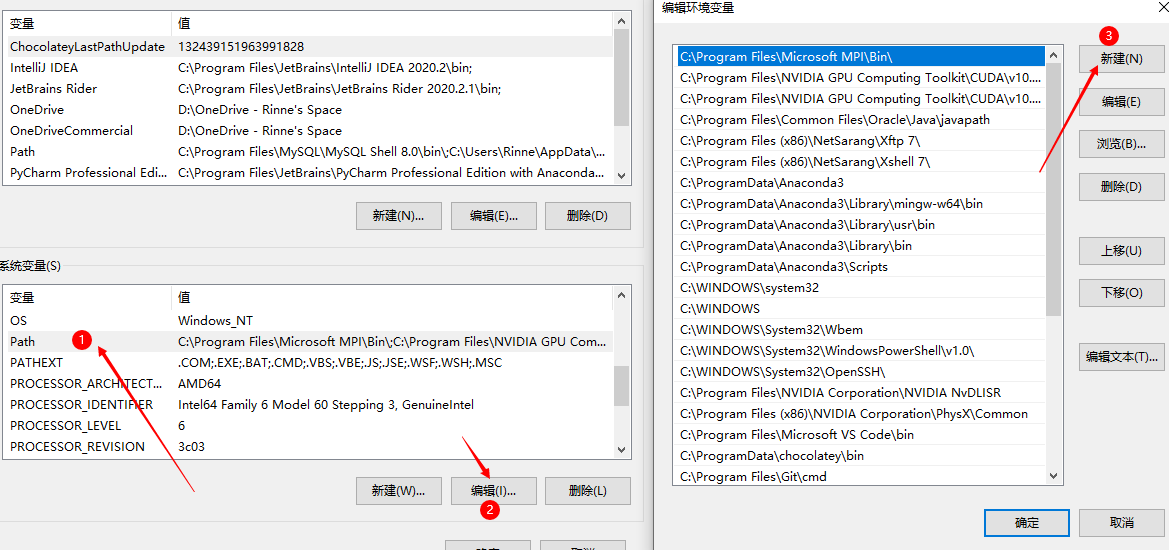 变量 值
ChocolateyLastPathUpdate 132439151963991828
IntelliJ IDEA C:\Program Files\JetBrains\IntelliJ IDEA 2020.2\bin;
JetBrains Rider C:\Program Files\JetBrains\JetBrains Rider 2020.2.1\bin;
OneDrive D:\OneDrive - Rinne's Space
OneDriveCommercial D:\OneDrive - Rinne's Space
Path C:\Program Files\MySQL\MySQL Shell 8.0\bin\;C:\Users\Rinne\AppData\...
PyCharm Professional Edi... C:\Program Files\JetBrains\PyCharm Professional Edition with Anaconda...
新建(N)... 编辑(E)... 删除(D)
系统变量(S)
变量 值
OS Windows_NT
1
Path C:\Program Files\Microsoft MPI\Bin\;C:\Program Files\NVIDIA GPU Com...
PATHEXT .COM;.EXE;.BAT;.CMD;.VBS;.VBE;.JS;.JSE;.WSF;.WSH;.MSC
PROCESSOR_ARCHITECT... AMD64
PROCESSOR_IDENTIFIER Intel64 Family 6 Model 60 Stepping 3, GenuineIntel
PROCESSOR_LEVEL 6
PROCESSOR_REVISION 3c03
新建(W)... 编辑(I)... 删除(L)
2
编辑环境变量
3
C:\Program Files\Microsoft MPI\Bin\
C:\Program Files\NVIDIA GPU Computing Toolkit\CUDA\v10....
C:\Program Files\NVIDIA GPU Computing Toolkit\CUDA\v10....
C:\Program Files\Common Files\Oracle\Java\javapath
C:\Program Files (x86)\NetSarang\Xftp 7\
C:\Program Files (x86)\NetSarang\Xshell 7\
C:\ProgramData\Anaconda3
C:\ProgramData\Anaconda3\Library\mingw-w64\bin
C:\ProgramData\Anaconda3\Library\usr\bin
C:\ProgramData\Anaconda3\Library\bin
C:\ProgramData\Anaconda3\Scripts
C:\WINDOWS\system32
C:\WINDOWS
C:\WINDOWS\System32\Wbem
C:\WINDOWS\System32\WindowsPowerShell\v1.0\
C:\WINDOWS\System32\OpenSSH\
C:\Program Files\NVIDIA Corporation\NVIDIA NvDLISR
C:\Program Files (x86)\NVIDIA Corporation\PhysX\Common
C:\Program Files\Microsoft VS Code\bin
C:\ProgramData\chocolatey\bin
C:\Program Files\Git\cmd
新建(N)
编辑(E)
浏览(B)...
删除(D)
上移(U)
下移(O)
编辑文本(T)...
确定 取消